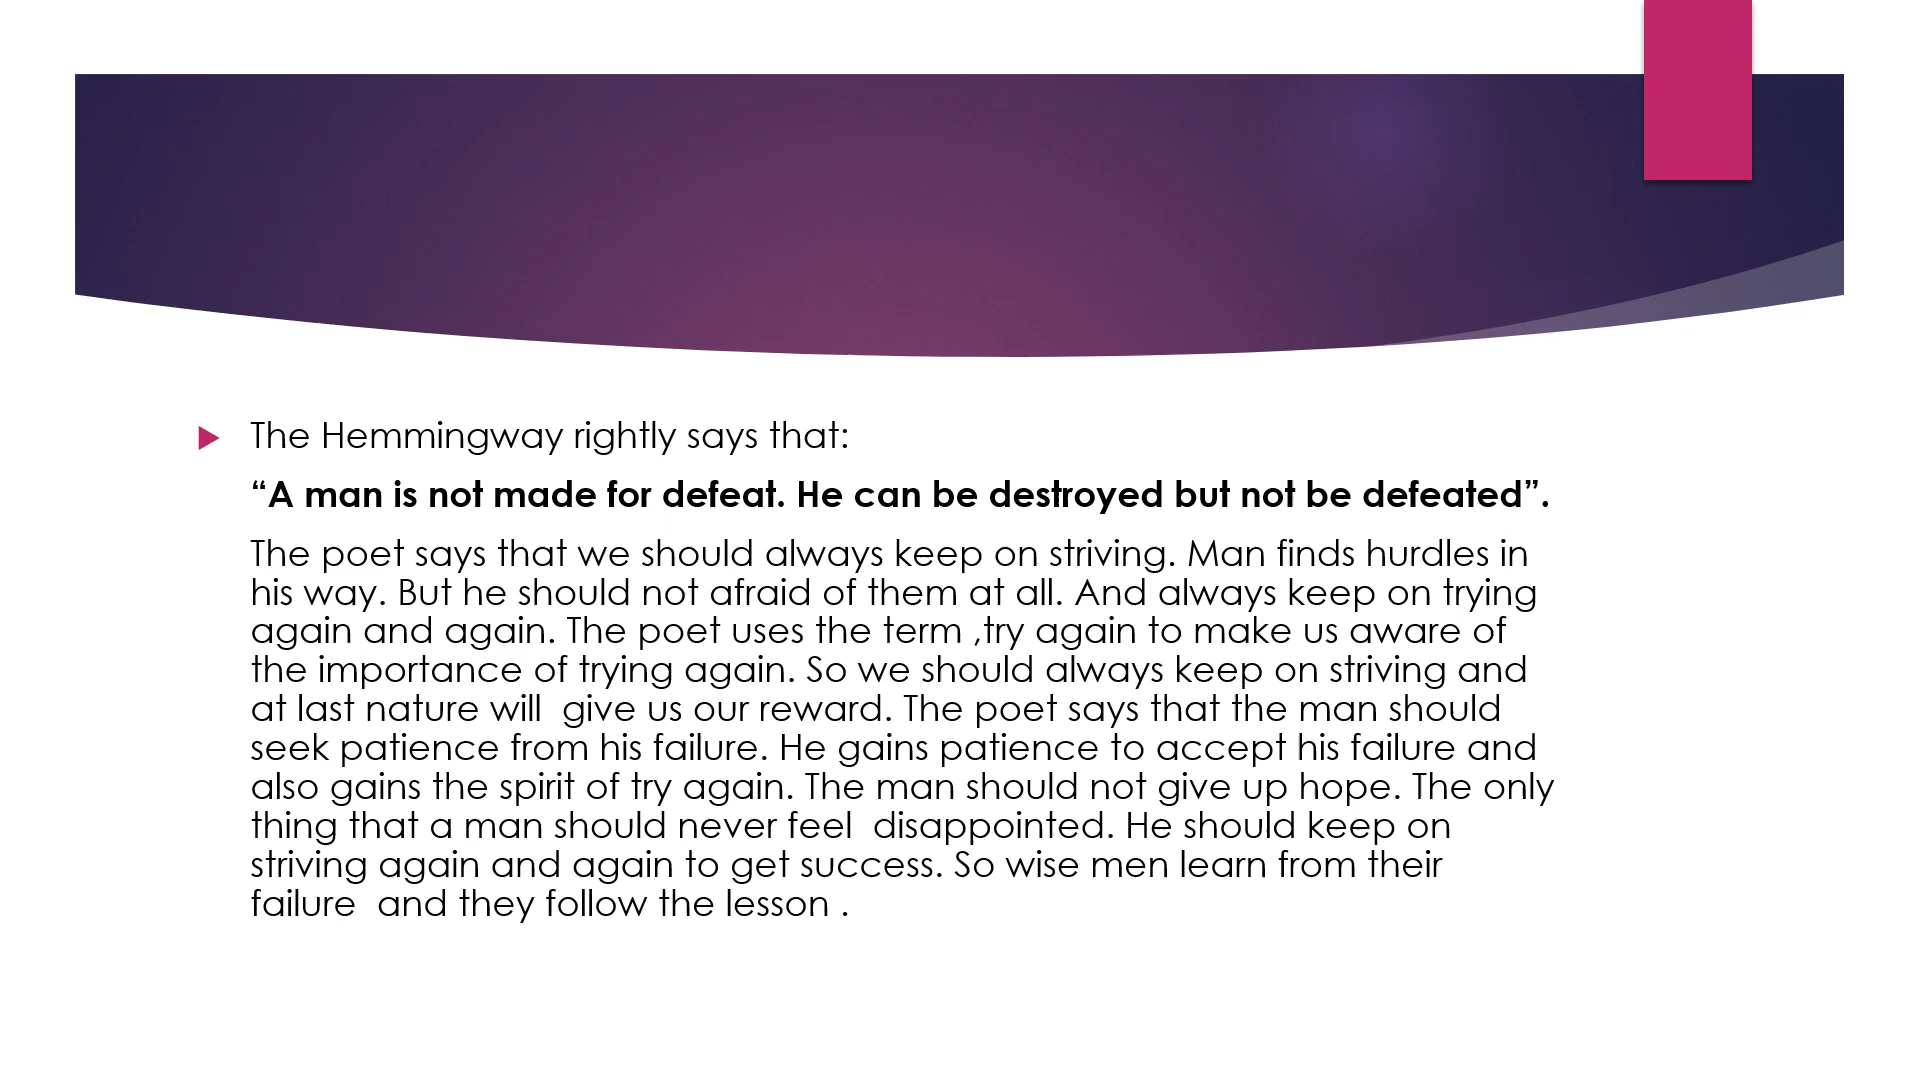 The Hemmingway rightly says that:
“A man is not made for defeat. He can be destroyed but not be defeated”.
The poet says that we should always keep on striving. Man finds hurdles in
his way. But he should not afraid of them at all. And always keep on trying
again and again. The poet uses the term ,try again to make us aware of
the importance of trying again. So we should always keep on striving and
at last nature will  give us our reward. The poet says that the man should
seek patience from his failure. He gains patience to accept his failure and
also gains the spirit of try again. The man should not give up hope. The only
thing that a man should never feel  disappointed. He should keep on
striving again and again to get success. So wise men learn from their
failure  and they follow the lesson .